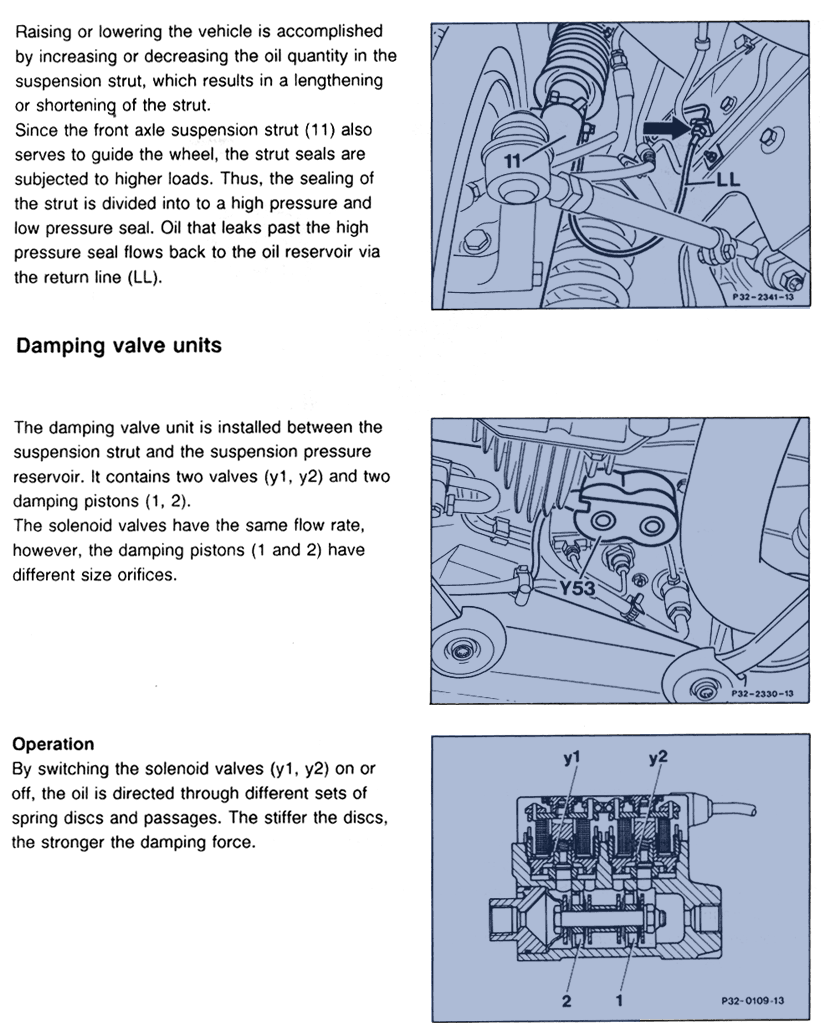 Raising or lowering the vehicle is accomplished
by increasing or decreasing the oil quantity in the
suspension strut, which results in a lengthening
or shortening of the strut.
Since the front axle suspension strut (11) also
serves to guide the wheel, the strut seals are
subjected to higher loads. Thus, the sealing of
the strut is divided into to a high pressure and
low pressure seal. Oil that leaks past the high
pressure seal flows back to the oil reservoir via
the return line (LL).
11
LL
P32-2341-13
Damping valve units
The damping valve unit is installed between the
suspension strut and the suspension pressure
reservoir. It contains two valves (y1, y2) and two
damping pistons (1, 2).
The solenoid valves have the same flow rate,
however, the damping pistons (1 and 2) have
different size orifices.
Y53
P32-2330-13
Operation
By switching the solenoid valves (y1, y2) on or
off, the oil is directed through different sets of
spring discs and passages. The stiffer the discs,
the stronger the damping force.
y1 y2
2 1
P32-0109-13